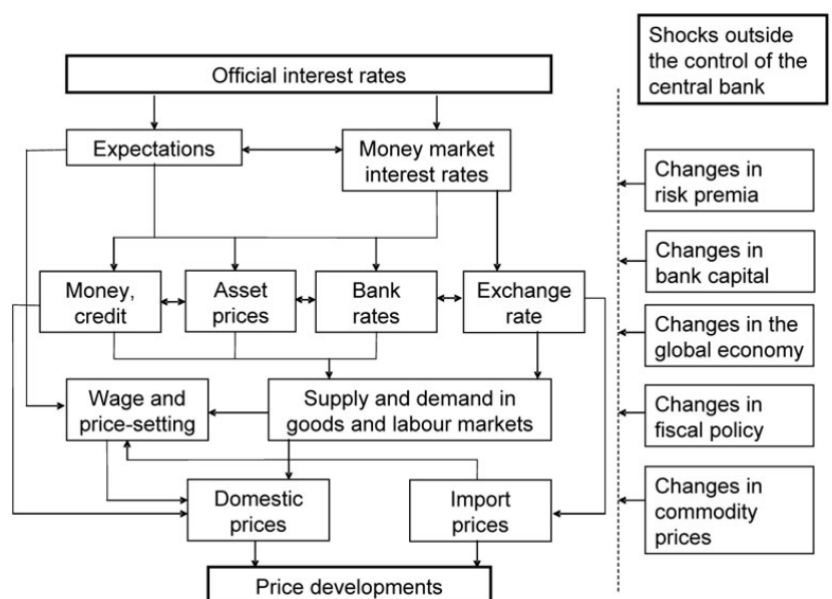 Official interest rates
Shocks outside
the control of the
central bank
Expectations
Money market
interest rates
Changes in
risk premia
Changes in
bank capital
Money,
credit
Asset
prices
Bank
rates
Exchange
rate
Changes in the
global economy
Wage and
price-setting
Supply and demand in
goods and labour markets
Changes in
fiscal policy
Domestic
prices
Import
prices
Changes in
commodity
prices
Price developments